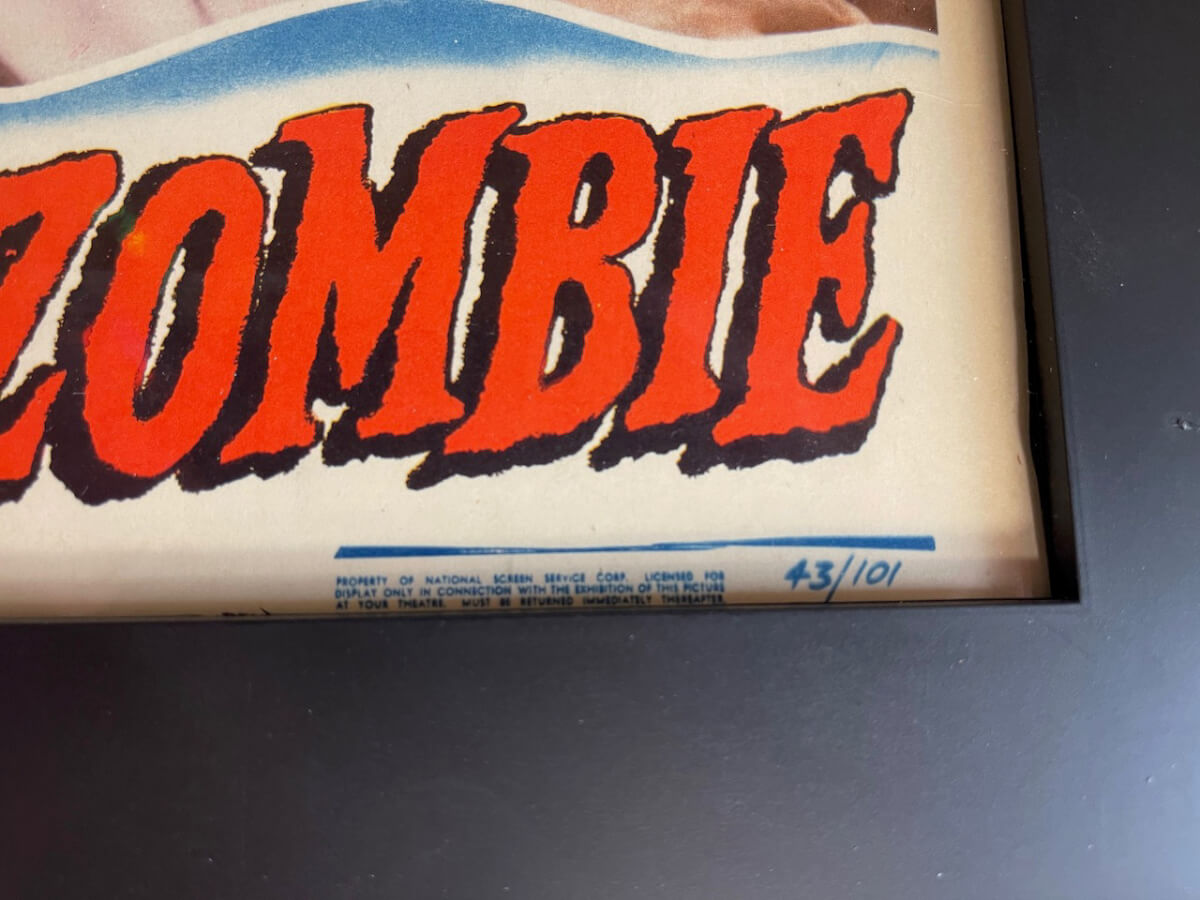 ZOMBIE
PROPERTY OF NATIONAL SCREEN SERVICE CORP. LICENSED FOR
DISPLAY ONLY IN CONNECTION WITH THE EXHIBITION OF THIS PICTURE
AT YOUR THEATRE. MUST BE RETURNED IMMEDIATELY THEREAFTER.
43/101